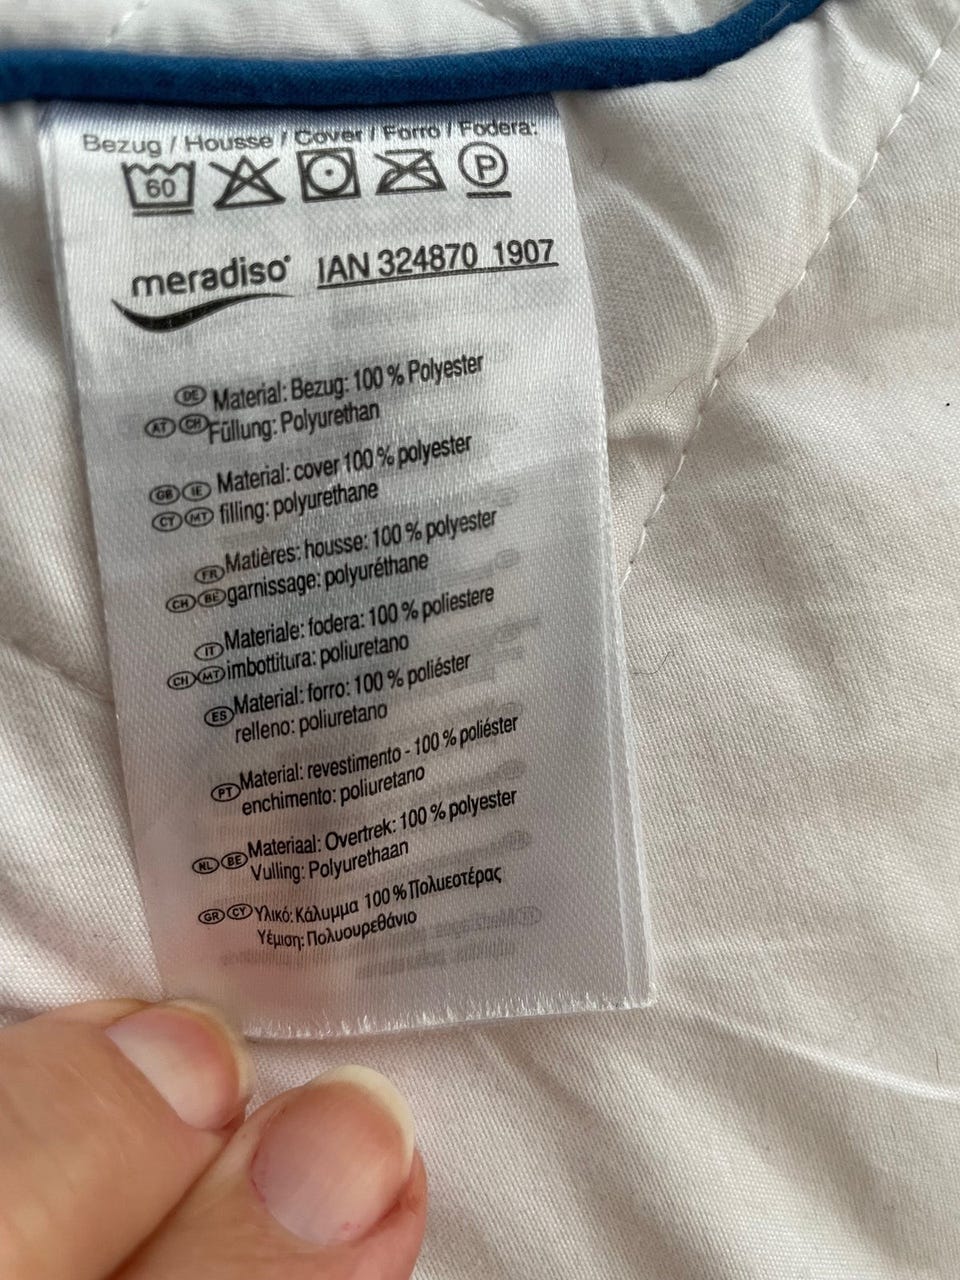 Bezug / Housse / Cover / Forro / Fodera:
60 P
meradiso® IAN 324870 1907
DE Material: Bezug: 100 % Polyester
AT CH Füllung: Polyurethan
GB IE Material: cover 100 % polyester
CY MT filling: polyurethane
FR Matières: housse: 100 % polyester
CH BE garnissage: polyuréthane
IT Materiale: fodera: 100 % poliestere
CH MT imbottitura: poliuretano
ES Material: forro: 100 % poliéster
relleno: poliuretano
PT Material: revestimento - 100 % poliéster
enchimento: poliuretano
NL BE Materiaal: Overtrek: 100 % polyester
Vulling: Polyurethaan
GR CY Υλικό: Κάλυμμα 100 % Πολυεστέρας
Υέμιση: Πολυουρεθάνιο